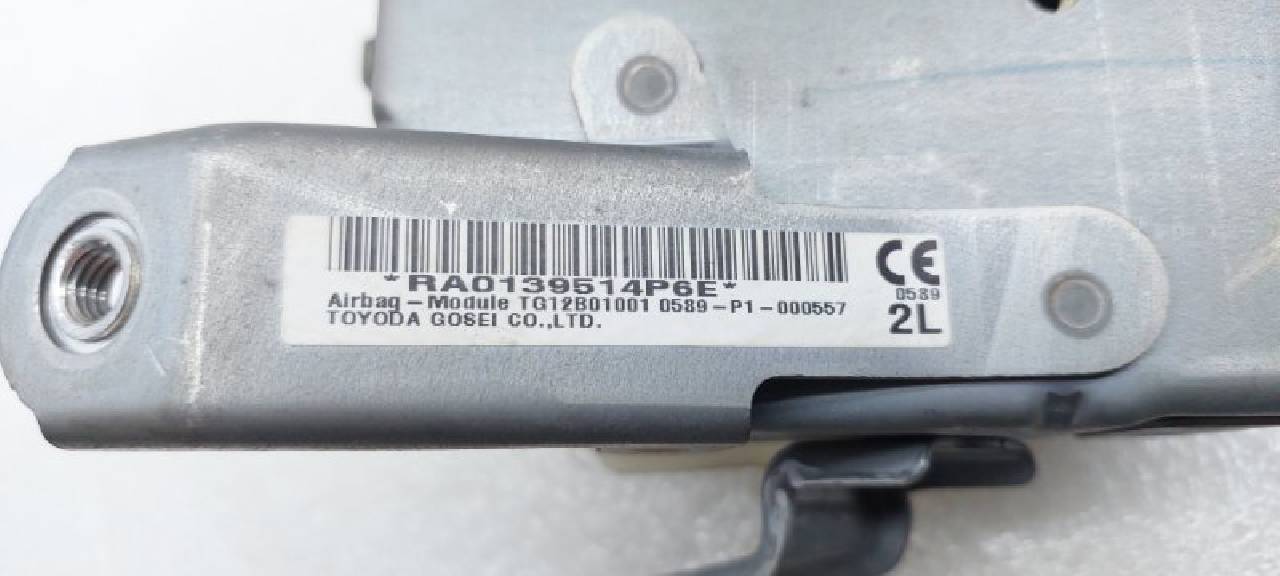 *RA0139514P6E*
Airbag-Module TG12B01001 0589-P1-000557
TOYODA GOSEI CO.,LTD.
CE
0589
2L